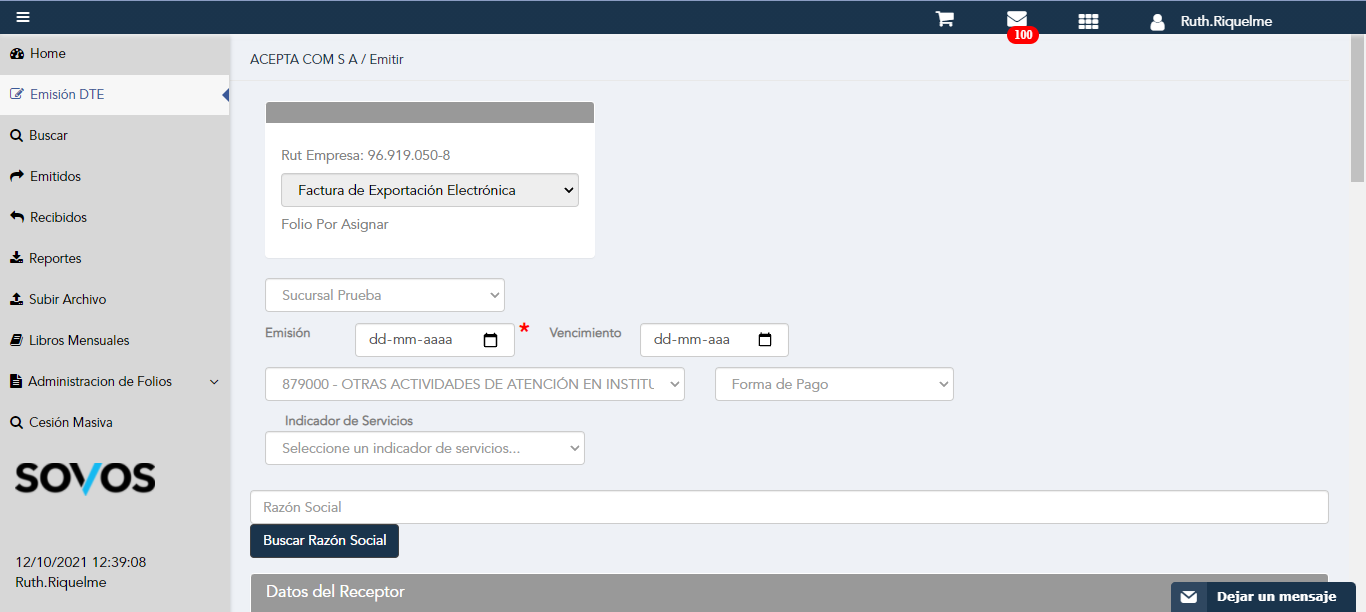 100
Ruth.Riquelme
Home
Emisión DTE
Buscar
Emitidos
Recibidos
Reportes
Subir Archivo
Libros Mensuales
Administracion de Folios
Cesión Masiva
SOVOS
12/10/2021 12:39:08
Ruth.Riquelme
ACEPTA COM S A / Emitir
Rut Empresa: 96.919.050-8
Factura de Exportación Electrónica
Folio Por Asignar
Sucursal Prueba
Emisión dd-mm-aaaa * Vencimiento dd-mm-aaa
879000 - OTRAS ACTIVIDADES DE ATENCIÓN EN INSTITU Forma de Pago
Indicador de Servicios
Seleccione un indicador de servicios...
Razón Social
Buscar Razón Social
Datos del Receptor
Dejar un mensaje